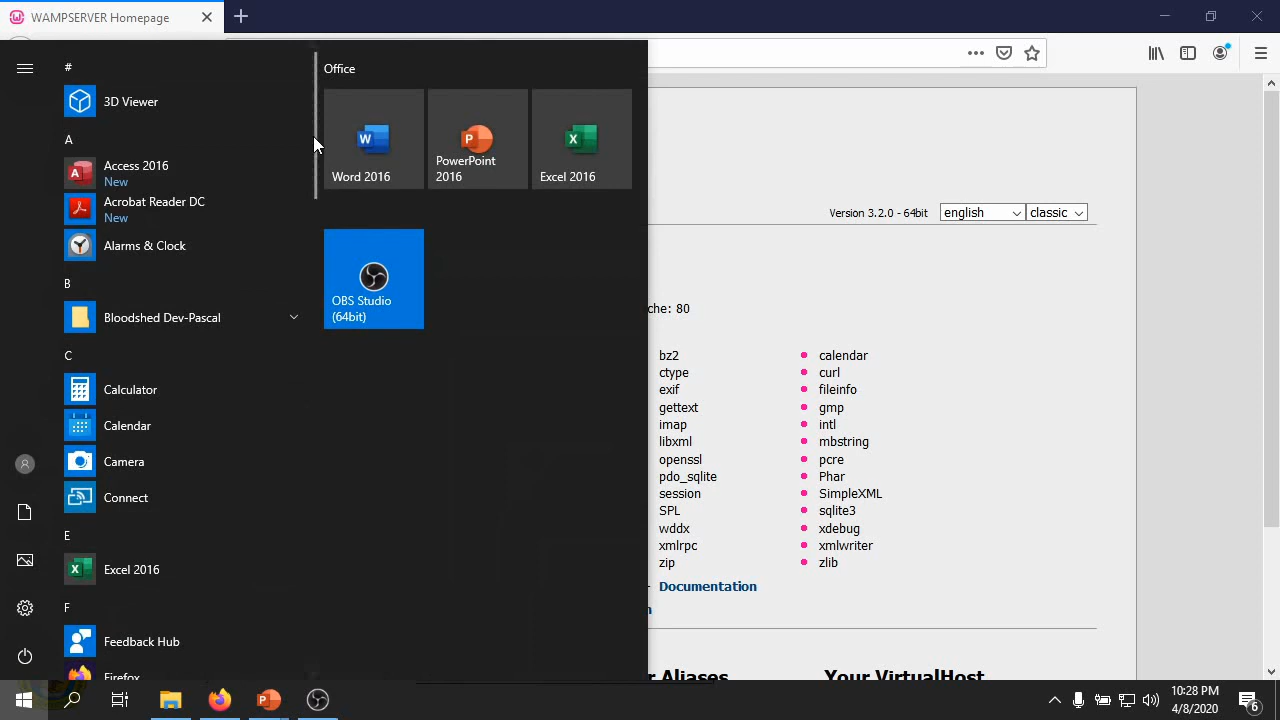 WAMPSERVER Homepage
#
3D Viewer
A
Access 2016
New
Acrobat Reader DC
New
Alarms & Clock
B
Bloodshed Dev-Pascal
C
Calculator
Calendar
Camera
Connect
E
Excel 2016
F
Feedback Hub
Firefox
Office
Word 2016
PowerPoint
2016
Excel 2016
OBS Studio
(64bit)
Version 3.2.0 - 64bit
english
classic
che: 80
bz2
calendar
ctype
curl
exif
fileinfo
gettext
gmp
imap
intl
libxml
mbstring
openssl
pcre
pdo_sqlite
Phar
session
SimpleXML
SPL
sqlite3
wddx
xdebug
xmlrpc
xmlwriter
zip
zlib
- Documentation
n
r Aliases
Your VirtualHost
10:28 PM
4/8/2020
6